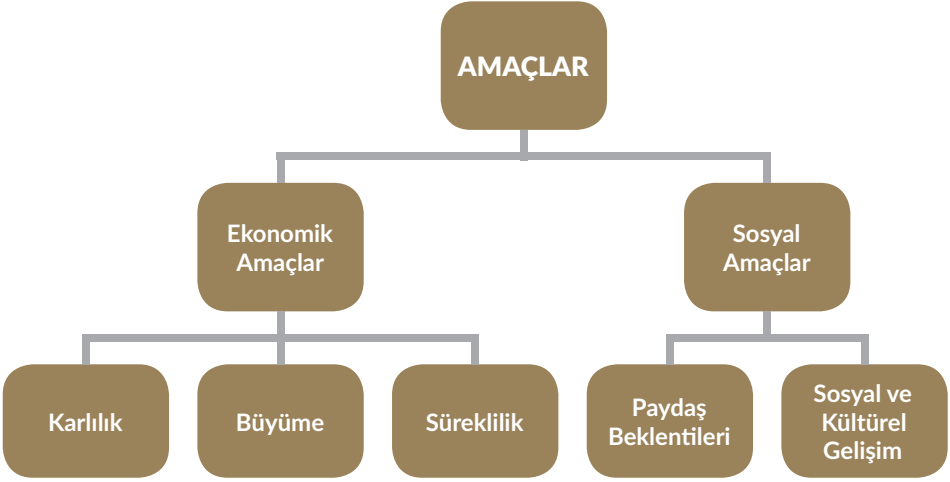 AMAÇLAR
Ekonomik
Amaçlar
Sosyal
Amaçlar
Karlılık
Büyüme
Süreklilik
Paydaş
Beklentileri
Sosyal ve
Kültürel
Gelişim